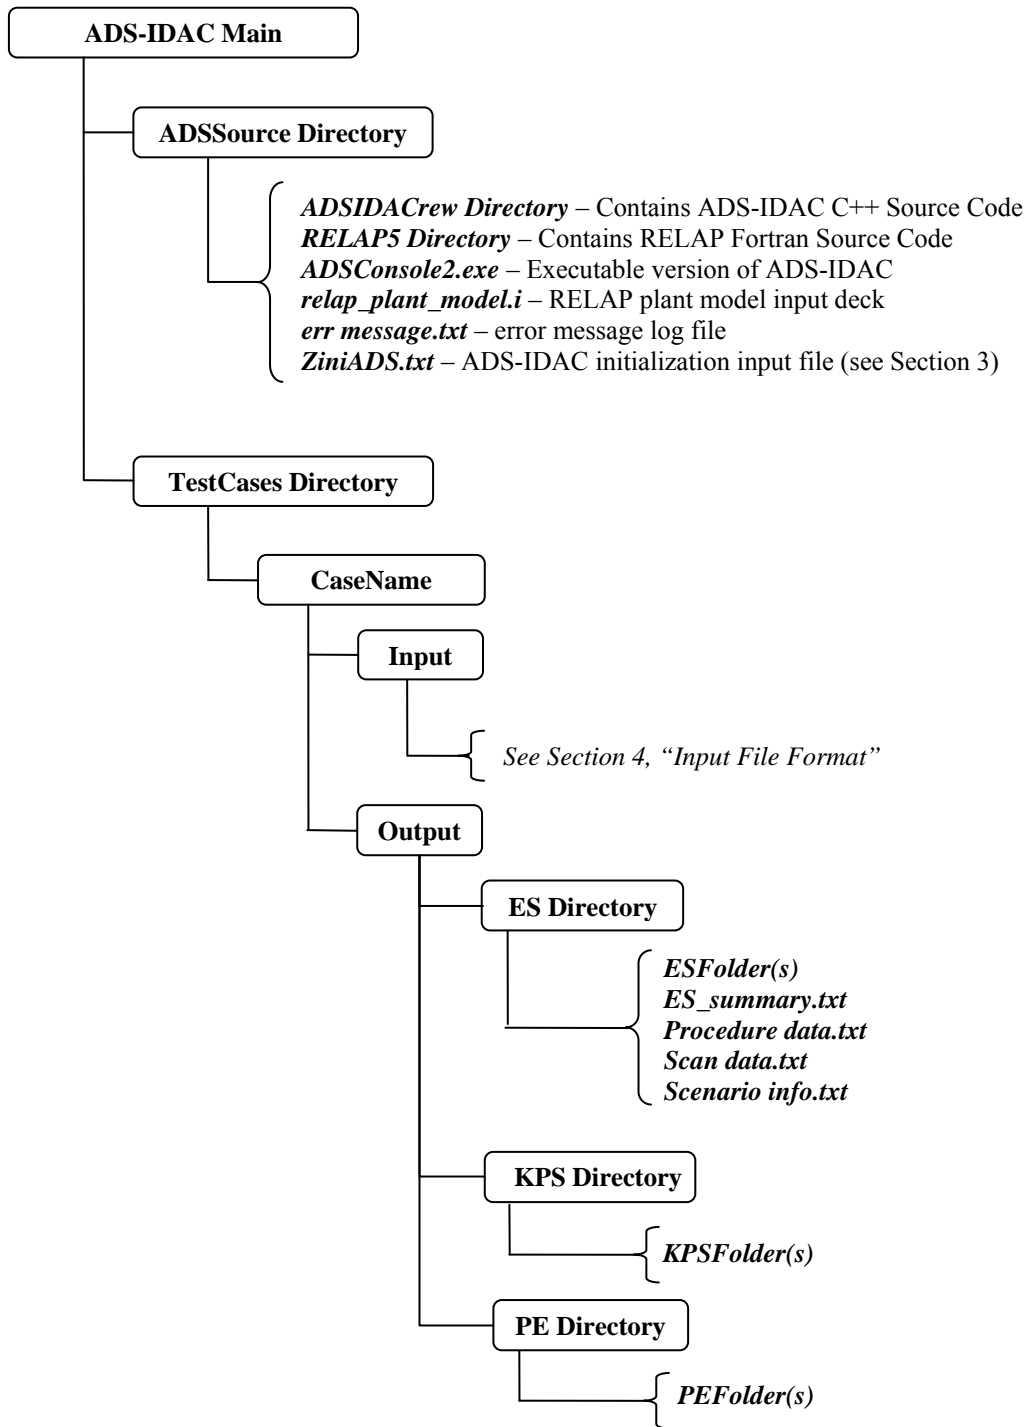 ADS-IDAC Main
ADSSource Directory
ADSIDACrew Directory – Contains ADS-IDAC C++ Source Code
RELAP5 Directory – Contains RELAP Fortran Source Code
ADSConsole2.exe – Executable version of ADS-IDAC
relap_plant_model.i – RELAP plant model input deck
err message.txt – error message log file
ZiniADS.txt – ADS-IDAC initialization input file (see Section 3)
TestCases Directory
CaseName
Input
See Section 4, “Input File Format”
Output
ES Directory
ESFolder(s)
ES_summary.txt
Procedure data.txt
Scan data.txt
Scenario info.txt
KPS Directory
KPSFolder(s)
PE Directory
PEFolder(s)